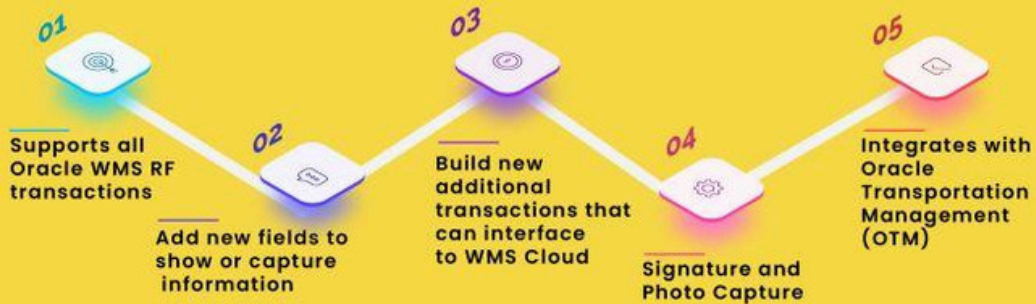 01
Supports all
Oracle WMS RF
transactions
02
Add new fields to
show or capture
information
03
Build new
additional
transactions that
can interface
to WMS Cloud
04
Signature and
Photo Capture
05
Integrates with
Oracle
Transportation
Management
(OTM)